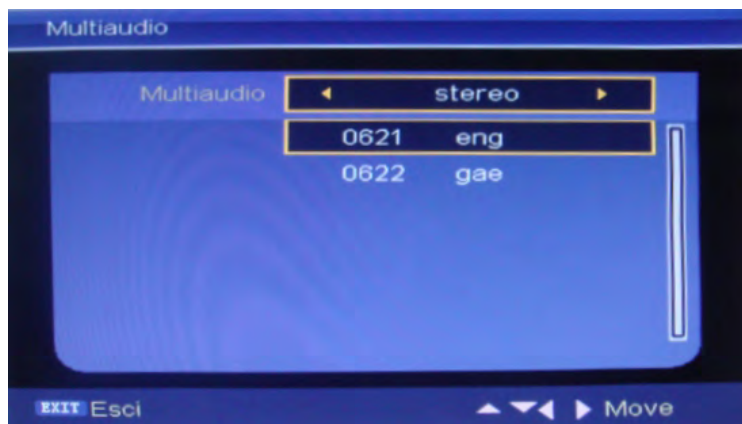 Multiaudio
Multiaudio stereo
0621 eng
0622 gae
EXIT Esci Move